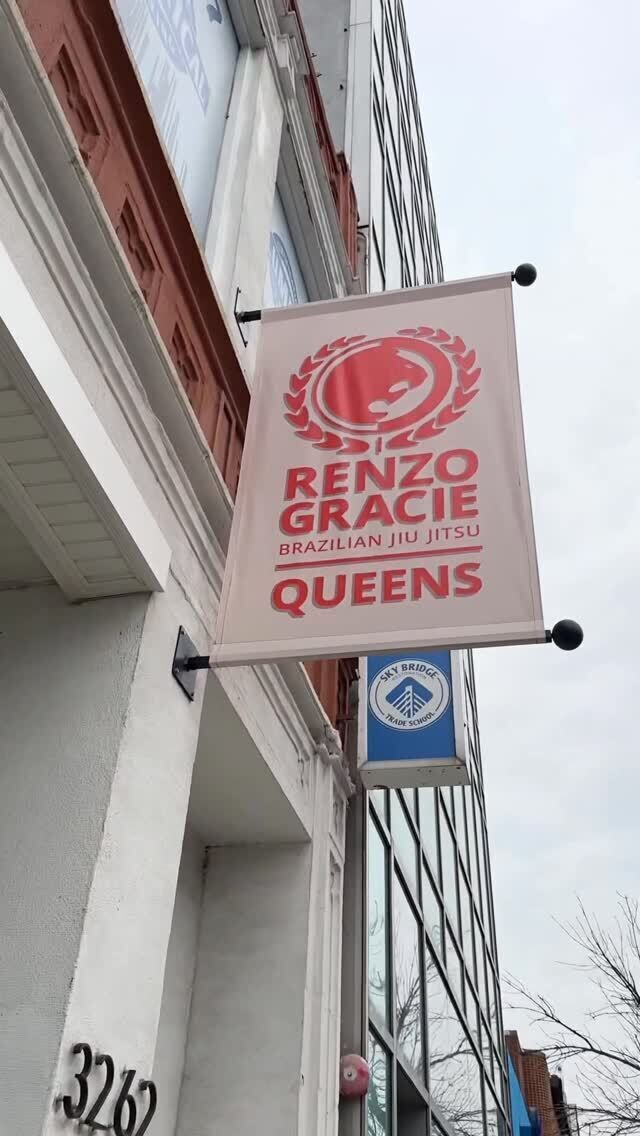 RENZO
GRACIE
BRAZILIAN JIU JITSU
QUEENS
SKY BRIDGE
TRADE SCHOOL
3262